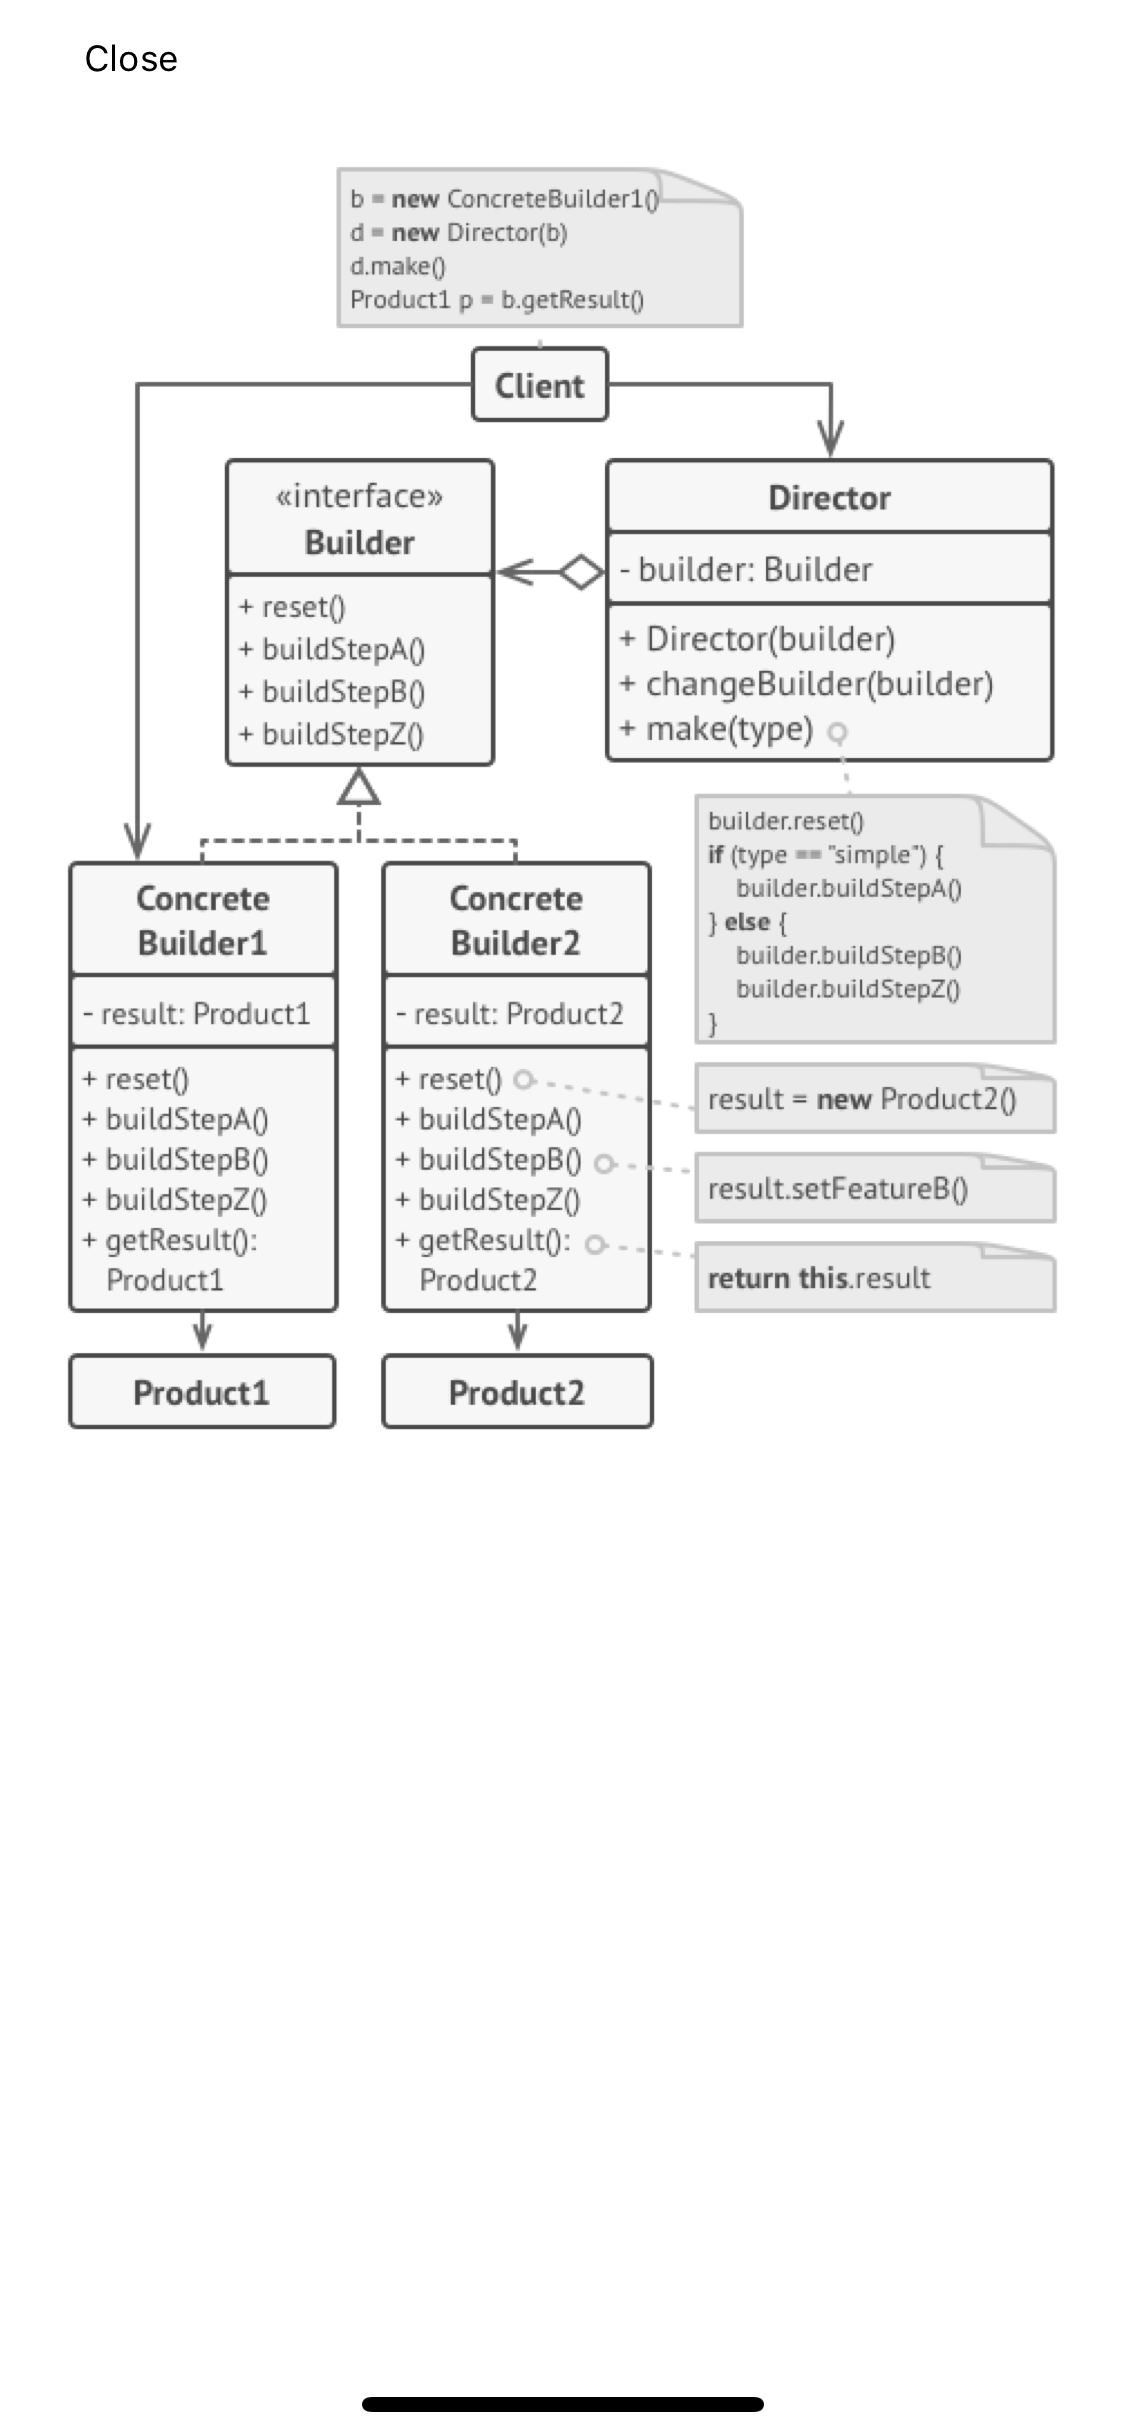 Close
b = new ConcreteBuilder1()
d = new Director(b)
d.make()
Product1 p = b.getResult()
Client
«interface»
Builder
+ reset()
+ buildStepA()
+ buildStepB()
+ buildStepZ()
Director
- builder: Builder
+ Director(builder)
+ changeBuilder(builder)
+ make(type)
builder.reset()
if (type == "simple") {
builder.buildStepA()
} else {
builder.buildStepB()
builder.buildStepZ()
}
Concrete
Builder1
- result: Product1
+ reset()
+ buildStepA()
+ buildStepB()
+ buildStepZ()
+ getResult():
Product1
Concrete
Builder2
- result: Product2
+ reset()
+ buildStepA()
+ buildStepB()
+ buildStepZ()
+ getResult():
Product2
result = new Product2()
result.setFeatureB()
return this.result
Product1
Product2